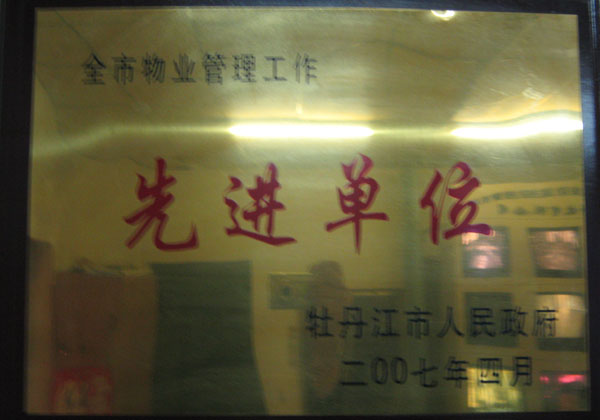 全市物业管理工作
先进单位
牡丹江市人民政府
二00七年四月